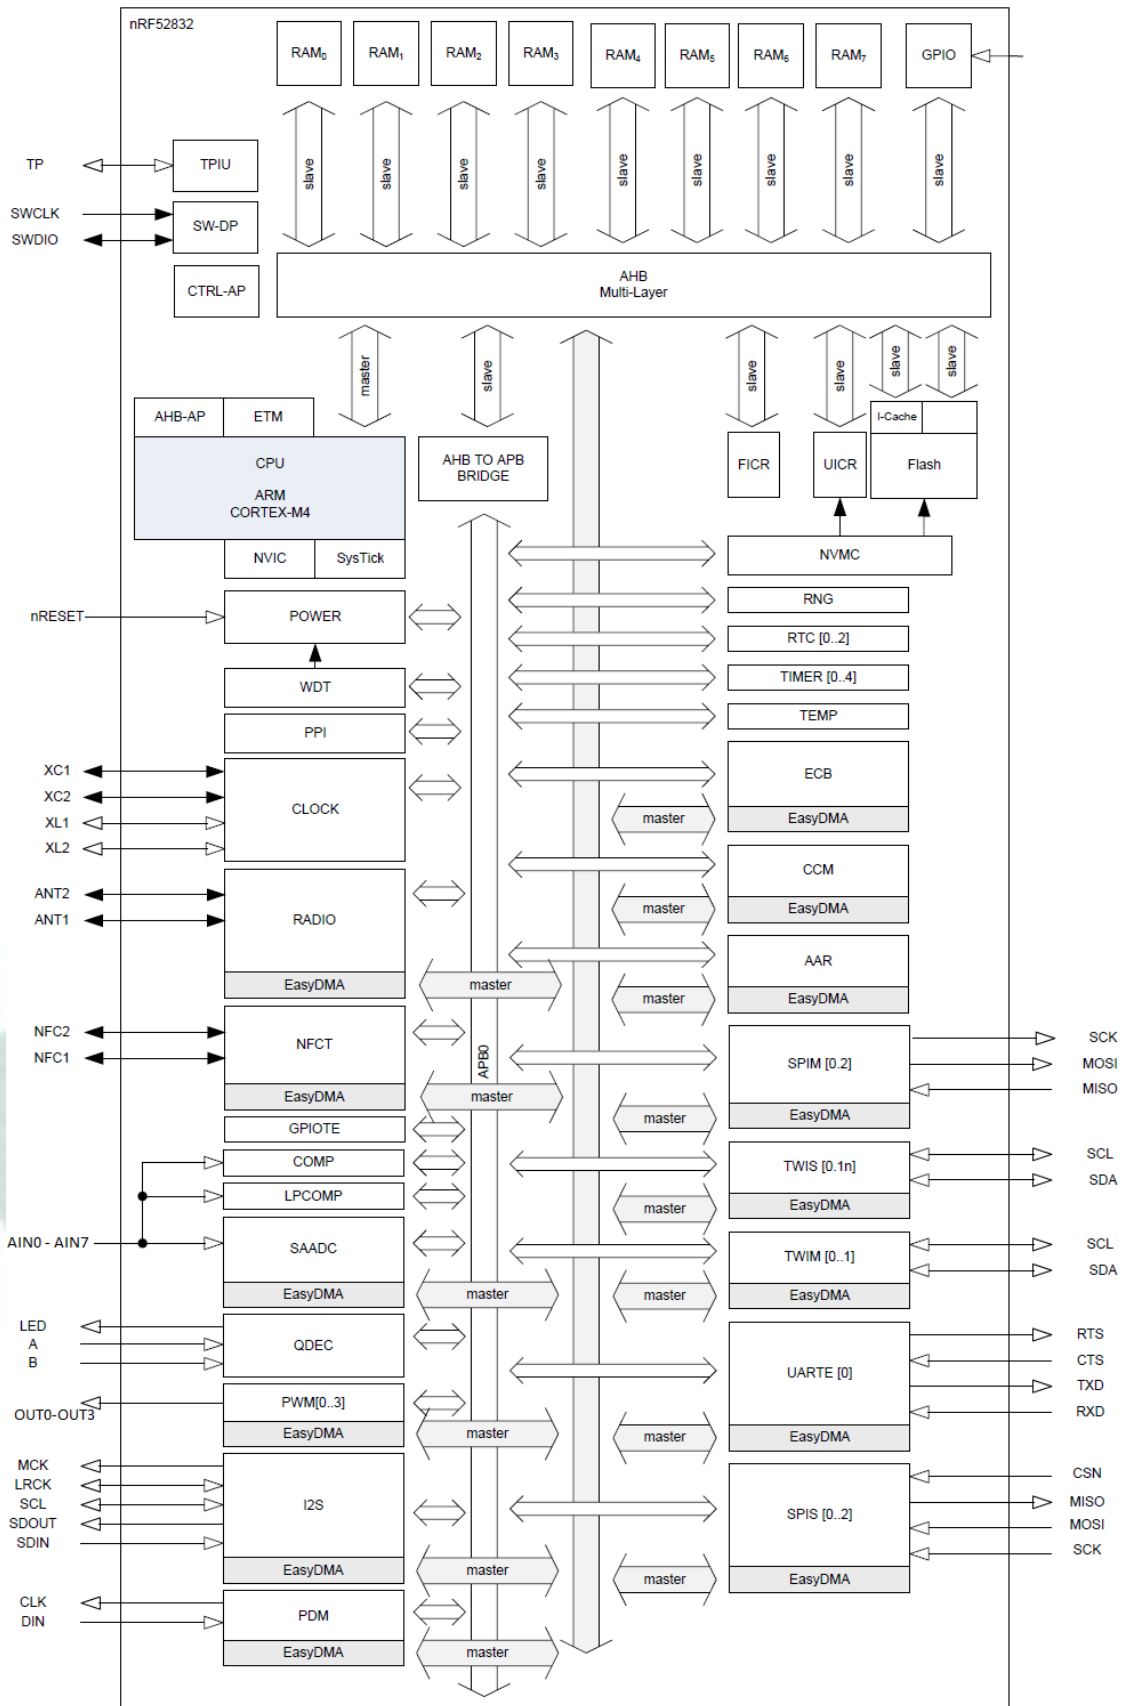 nRF52832
RAM0
RAM1
RAM2
RAM3
RAM4
RAM5
RAM6
RAM7
GPIO
slave
slave
slave
slave
slave
slave
slave
slave
slave
TP
TPIU
SWCLK
SWDIO
SW-DP
CTRL-AP
AHB
Multi-Layer
master
slave
slave
slave
slave
slave
AHB-AP
ETM
CPU
ARM
CORTEX-M4
NVIC
SysTick
AHB TO APB
BRIDGE
FICR
UICR
I-Cache
Flash
NVMC
nRESET
POWER
RNG
RTC [0..2]
WDT
TIMER [0..4]
PPI
TEMP
XC1
XC2
XL1
XL2
CLOCK
ECB
master
EasyDMA
ANT2
ANT1
RADIO
EasyDMA
master
CCM
master
EasyDMA
AAR
master
EasyDMA
NFC2
NFC1
NFCT
EasyDMA
master
APB0
SPIM [0.2]
master
EasyDMA
SCK
MOSI
MISO
GPIOTE
COMP
LPCOMP
AIN0 - AIN7
SAADC
EasyDMA
master
TWIS [0.1n]
master
EasyDMA
SCL
SDA
TWIM [0..1]
master
EasyDMA
SCL
SDA
LED
A
B
QDEC
OUT0-OUT3
PWM[0..3]
EasyDMA
master
UARTE [0]
master
EasyDMA
RTS
CTS
TXD
RXD
MCK
LRCK
SCL
SDOUT
SDIN
I2S
EasyDMA
master
SPIS [0..2]
master
EasyDMA
CSN
MISO
MOSI
SCK
CLK
DIN
PDM
EasyDMA
master